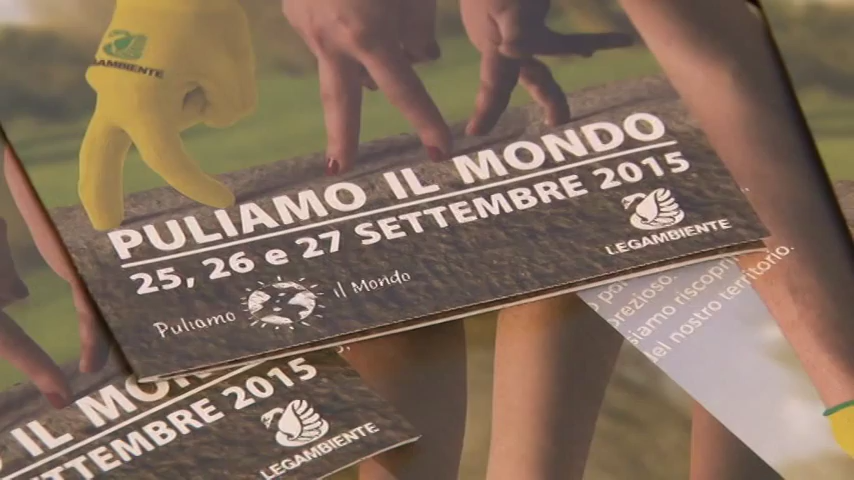 LEGAMBIENTE
PULIAMO IL MONDO
25, 26 e 27 SETTEMBRE 2015
LEGAMBIENTE
Puliamo il Mondo
prezioso.
siamo riscopri
del nostro territorio.
IL MONDO
SETTEMBRE 2015
LEGAMBIENTE